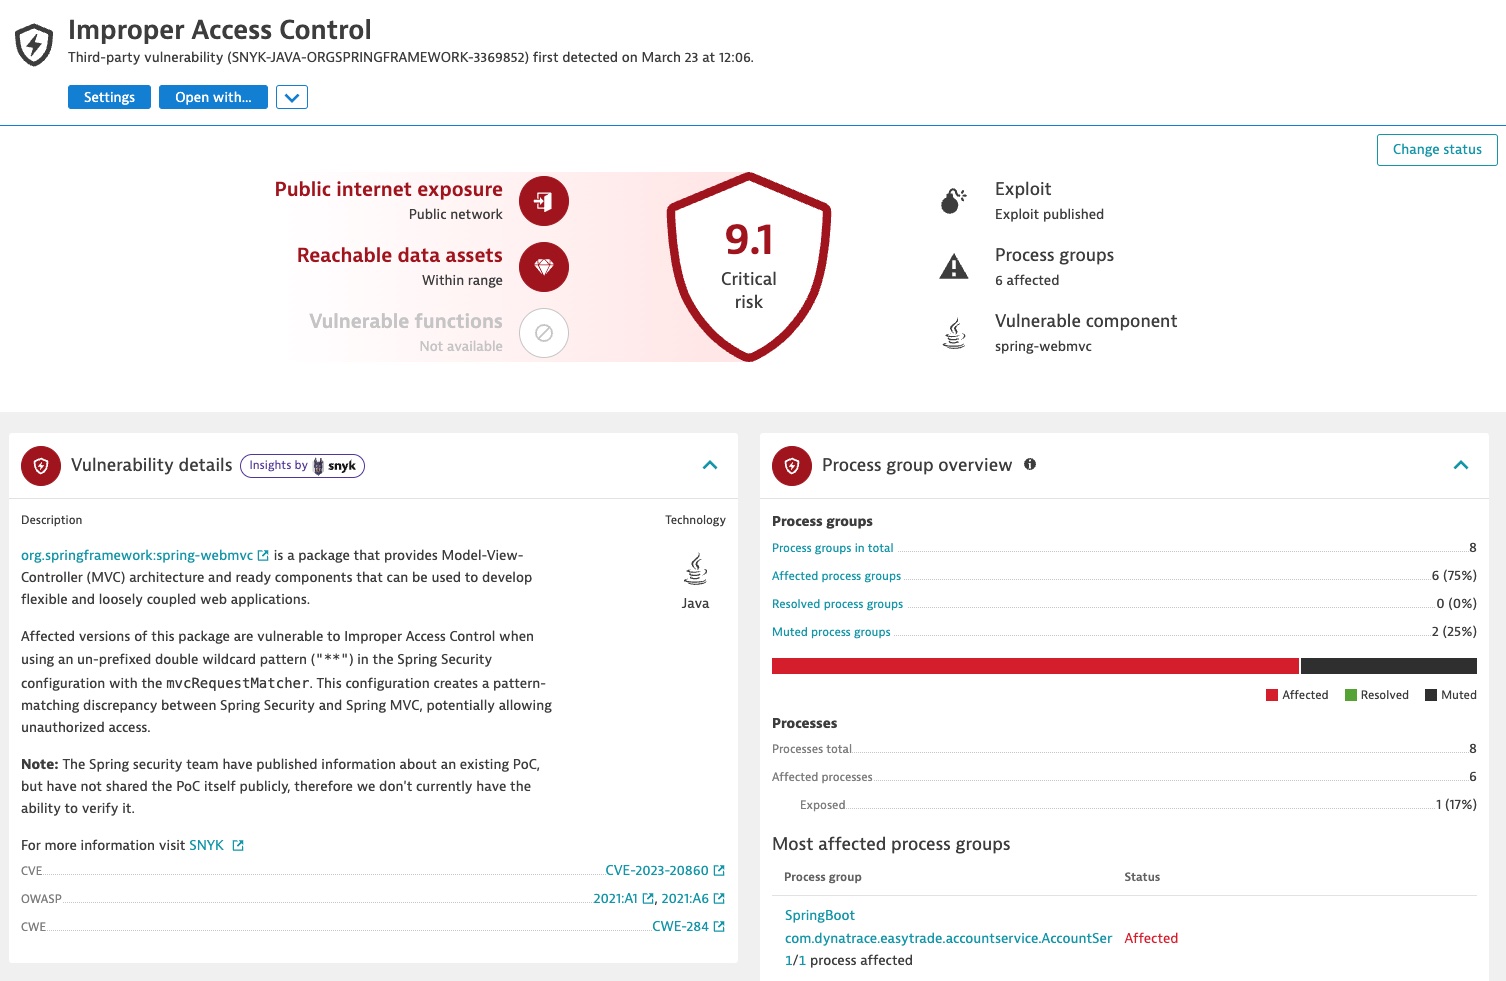 Improper Access Control
Third-party vulnerability (SNYK-JAVA-ORGSPRINGFRAMEWORK-3369852) first detected on March 23 at 12:06.
Settings
Open with...
Change status
Public internet exposure
Public network
Reachable data assets
Within range
Vulnerable functions
Not available
9.1
Critical
risk
Exploit
Exploit published
Process groups
6 affected
Vulnerable component
spring-webmvc
Vulnerability details
Insights by snyk
Description
Technology
org.springframework:spring-webmvc is a package that provides Model-View-
Controller (MVC) architecture and ready components that can be used to develop
flexible and loosely coupled web applications.
Java
Affected versions of this package are vulnerable to Improper Access Control when
using an un-prefixed double wildcard pattern ("**") in the Spring Security
configuration with the mvcRequestMatcher. This configuration creates a pattern-
matching discrepancy between Spring Security and Spring MVC, potentially allowing
unauthorized access.
Note: The Spring security team have published information about an existing PoC,
but have not shared the PoC itself publicly, therefore we don't currently have the
ability to verify it.
For more information visit SNYK
CVE CVE-2023-20860
OWASP 2021:A1, 2021:A6
CWE CWE-284
Process group overview
Process groups
Process groups in total 8
Affected process groups 6 (75%)
Resolved process groups 0 (0%)
Muted process groups 2 (25%)
Affected Resolved Muted
Processes
Processes total 8
Affected processes 6
Exposed 1 (17%)
Most affected process groups
Process group Status
SpringBoot
com.dynatrace.easytrade.accountservice.AccountSer Affected
1/1 process affected